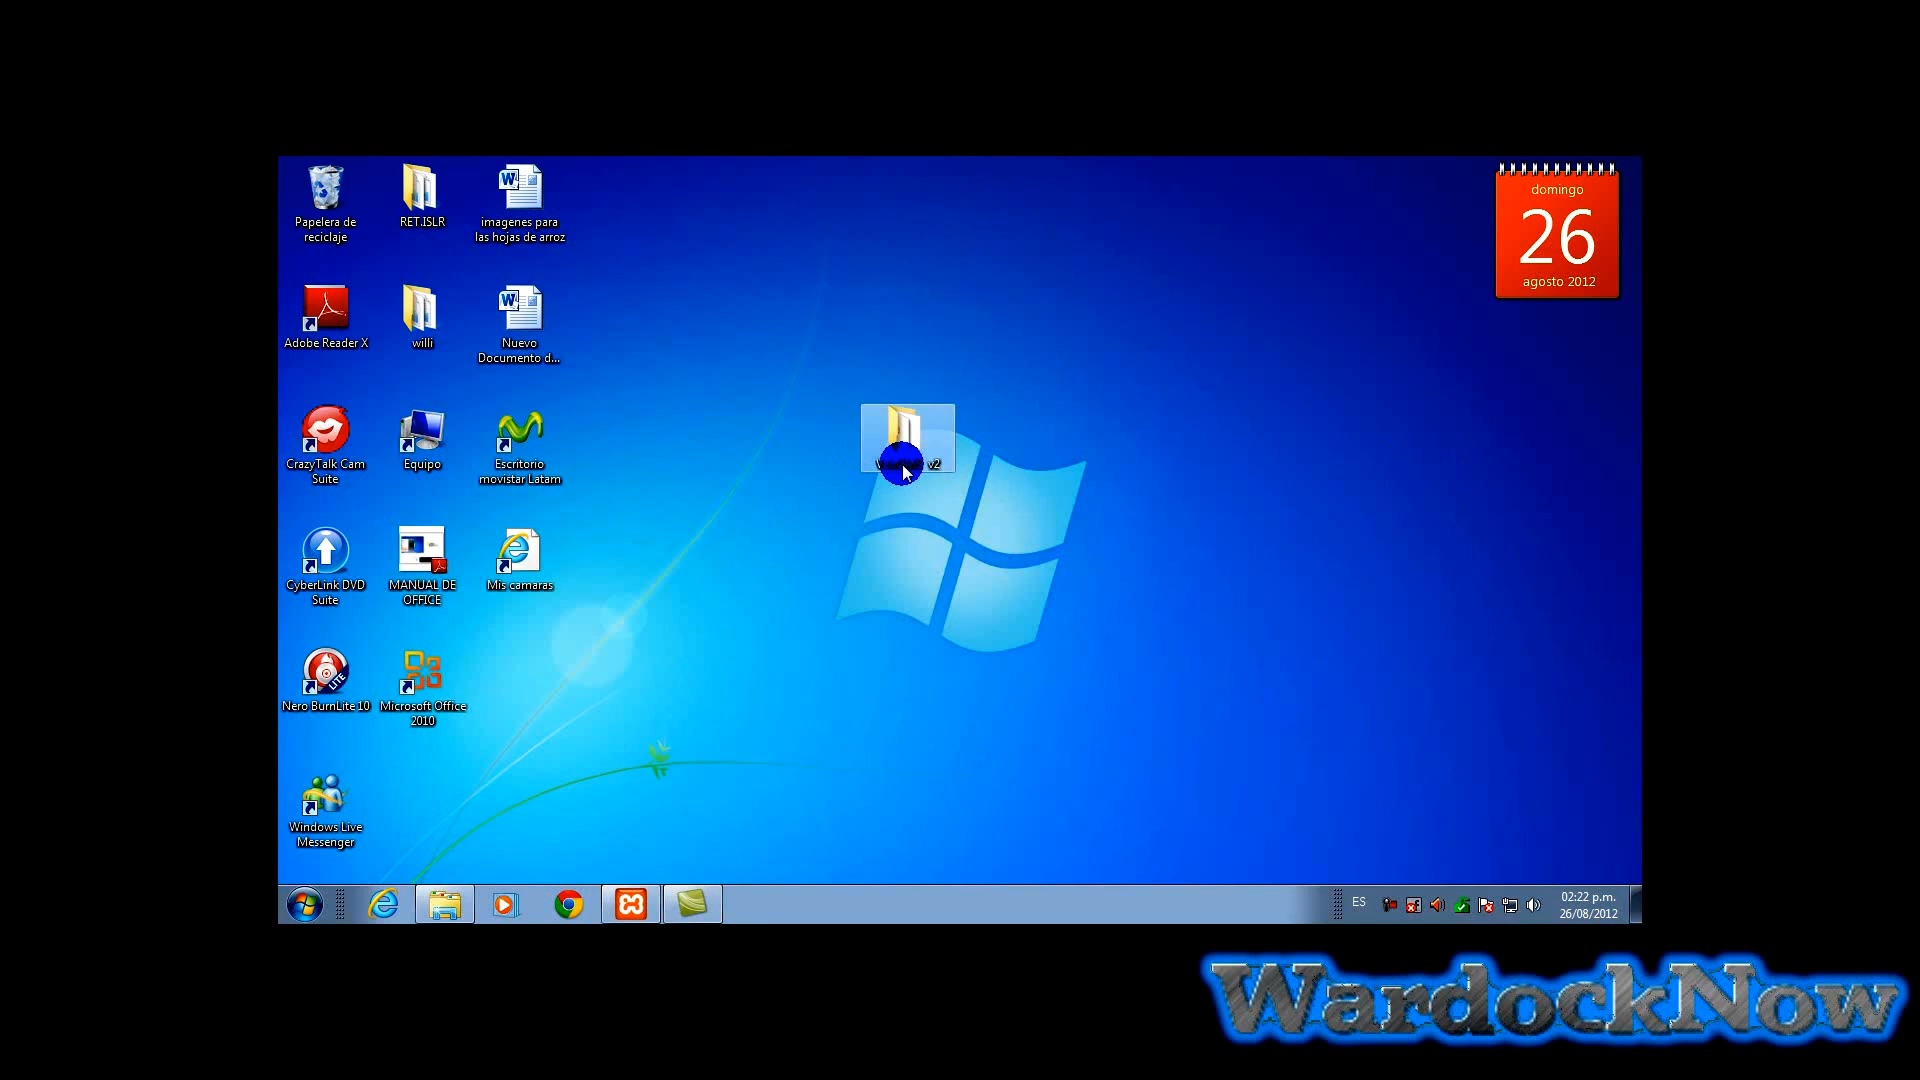 Papelera de
reciclaje
RET.ISLR
imagenes para
las hojas de arroz
domingo
26
agosto 2012
Adobe Reader X
willi
Nuevo
Documento d...
CrazyTalk Cam
Suite
Equipo
Escritorio
movistar Latam
v2
CyberLink DVD
Suite
MANUAL DE
OFFICE
Mis camaras
Nero BurnLite 10
LITE
Microsoft Office
2010
Windows Live
Messenger
ES
02:22 p.m.
26/08/2012
WardockNow